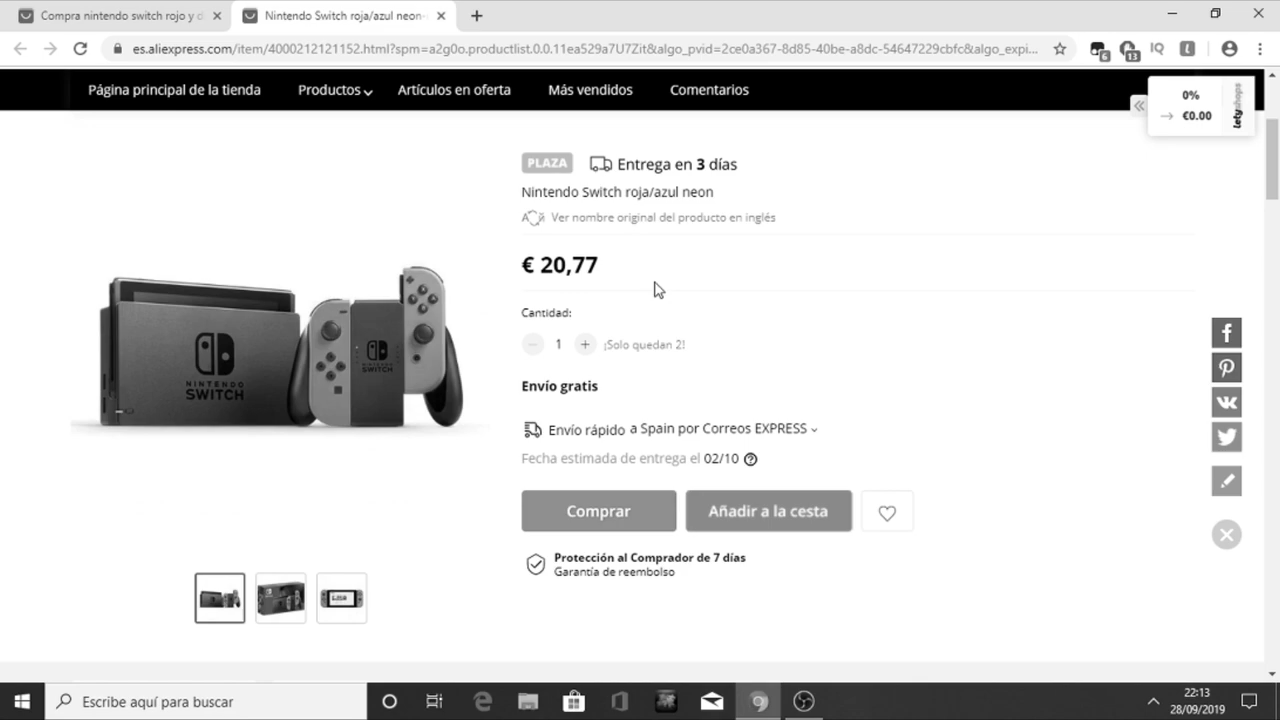 Compra nintendo switch rojo y d
Nintendo Switch roja/azul neon-
es.aliexpress.com/item/4000212121152.html?spm=a2g0o.productlist.0.0.11ea529a7U7Zit&algo_pvid=2ce0a367-8d85-40be-a8dc-54647229cbfc&algo_expi...
6
13
IQ
Página principal de la tienda
Productos
Artículos en oferta
Más vendidos
Comentarios
0%
€0.00
letyshops
PLAZA
Entrega en 3 días
Nintendo Switch roja/azul neon
Ver nombre original del producto en inglés
€ 20,77
Cantidad:
1
¡Solo quedan 2!
Envío gratis
Envío rápido a Spain por Correos EXPRESS
Fecha estimada de entrega el 02/10
Comprar
Añadir a la cesta
Protección al Comprador de 7 días
Garantía de reembolso
NINTENDO
SWITCH
NINTENDO
SWITCH
Escribe aquí para buscar
22:13
28/09/2019